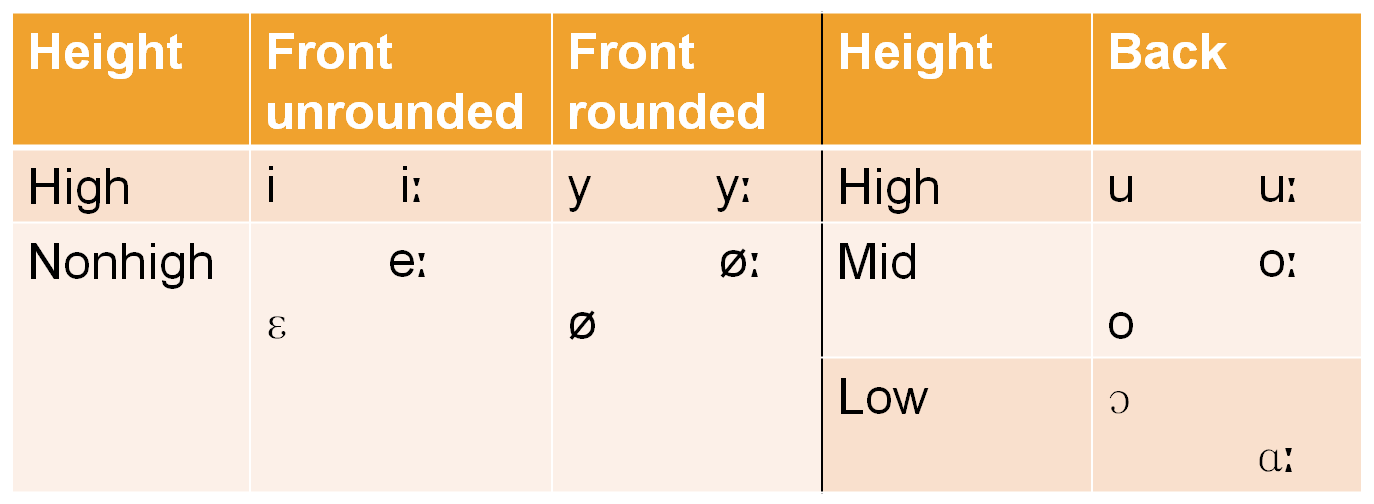 Height Front unrounded Front rounded Height Back
High i iː y yː High u uː
Nonhigh eː øː Mid oː
ɛ ø o
Low ɔ
ɑː